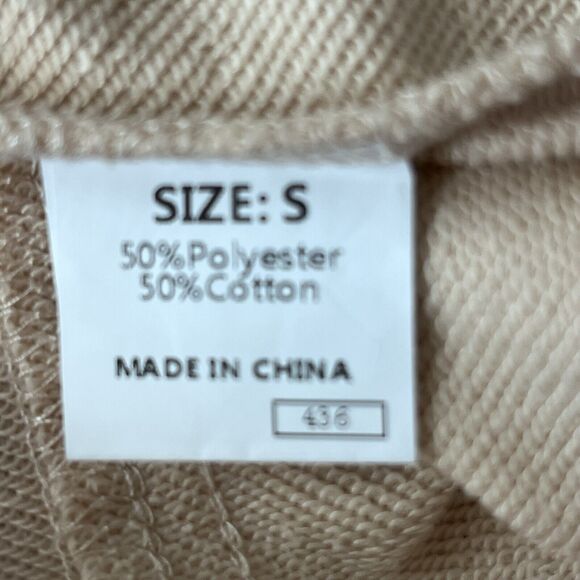 SIZE: S
50%Polyester
50%Cotton
MADE IN CHINA
436